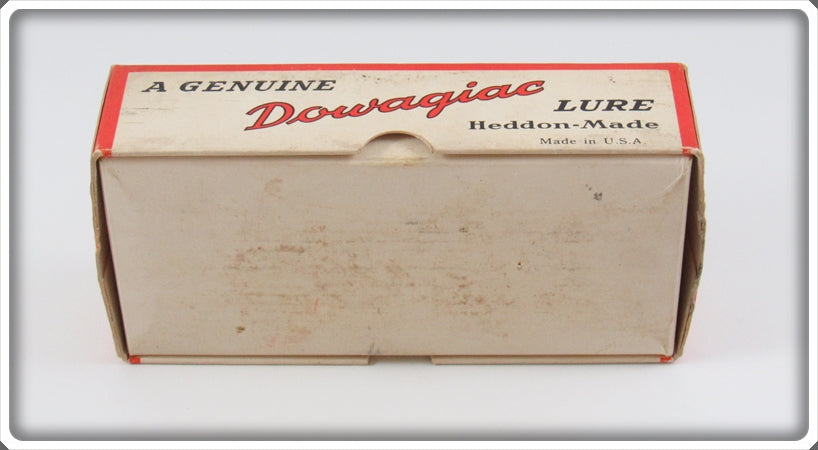 A GENUINE Dowagiac LURE
Heddon-Made
Made in U.S.A.